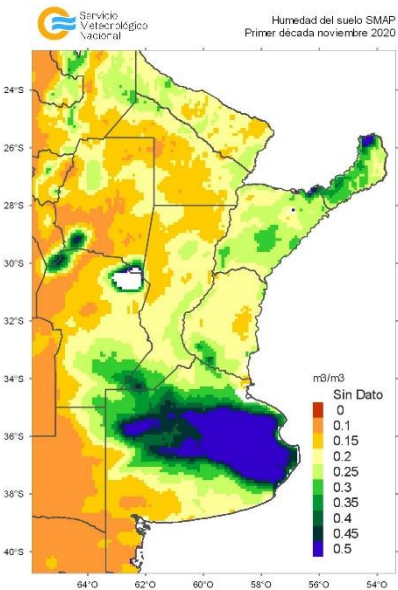 Servicio
Meteorológico
Nacional
Humedad del suelo SMAP
Primer década noviembre 2020
24°S
26°S
28°S
30°S
32°S
34°S
36°S
38°S
40°S
m3/m3
Sin Dato
0
0.1
0.15
0.2
0.25
0.3
0.35
0.4
0.45
0.5
64°O
62°O
60°O
58°O
56°O
54°O